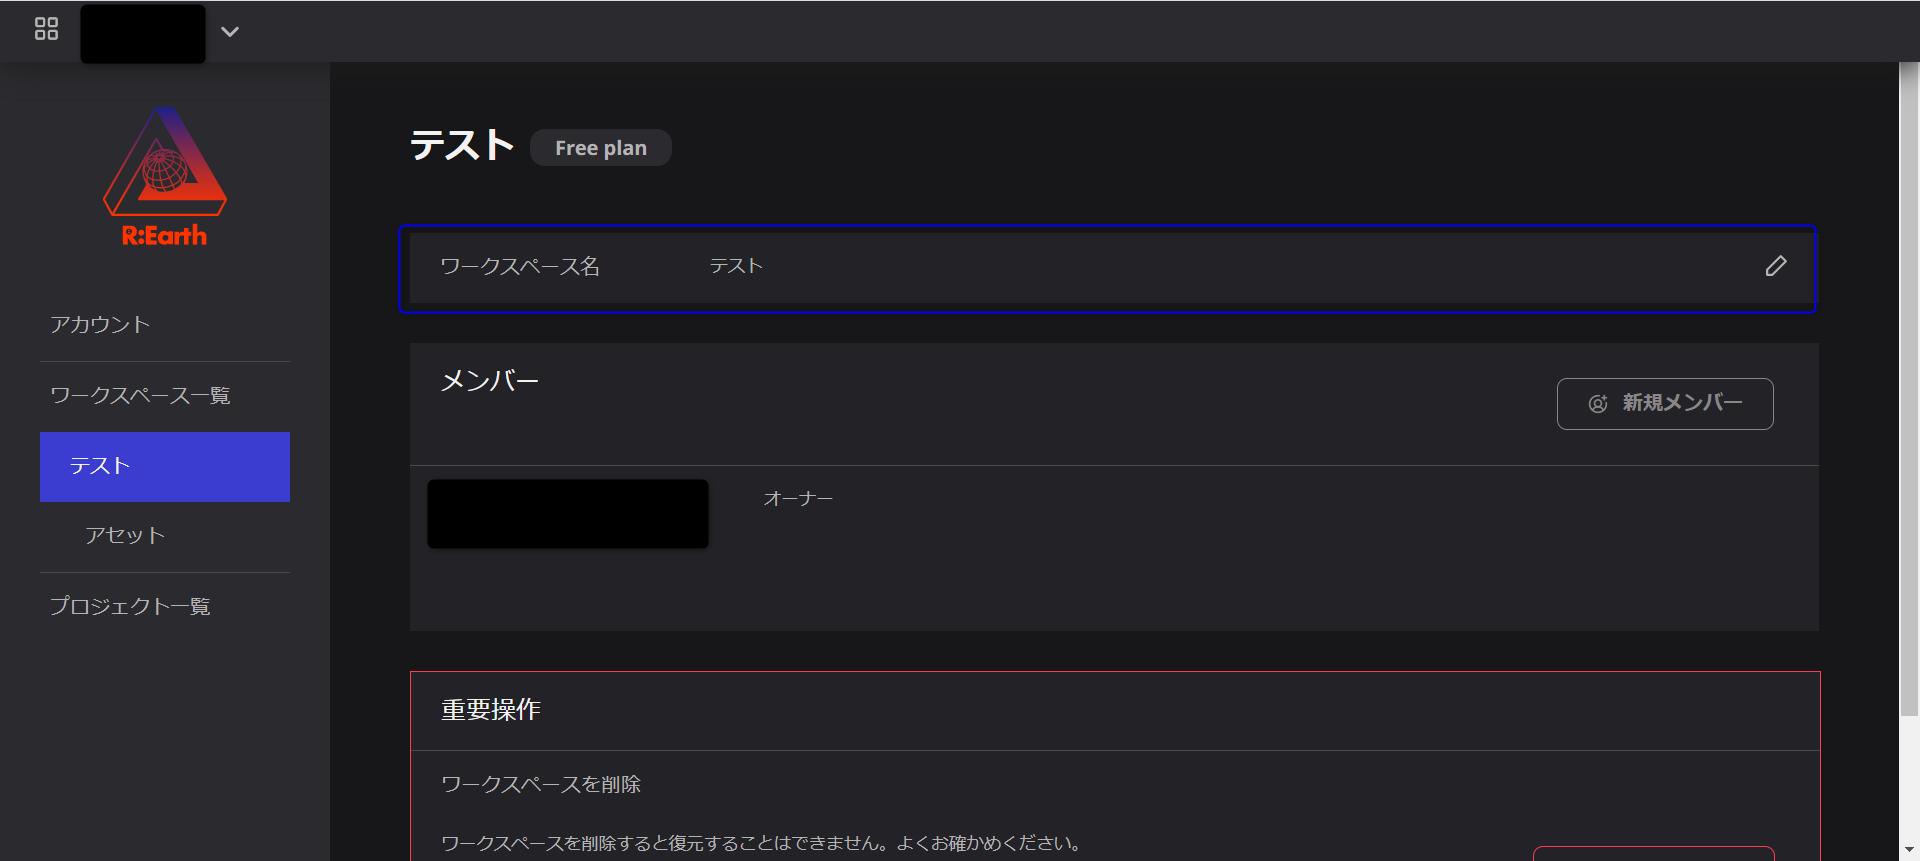 R:Earth
アカウント
ワークスペース一覧
テスト
アセット
プロジェクト一覧
テスト Free plan
ワークスペース名 テスト
メンバー
新規メンバー
オーナー
重要操作
ワークスペースを削除
ワークスペースを削除すると復元することはできません。よくお確かめください。